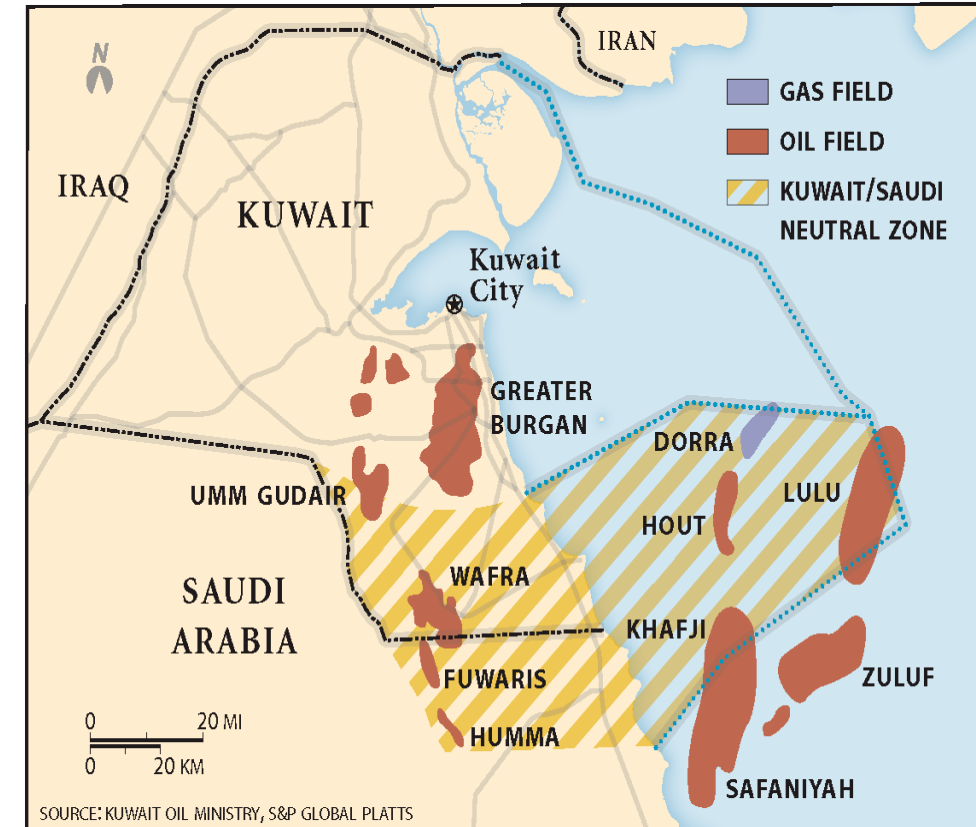 N
IRAN
GAS FIELD
OIL FIELD
KUWAIT/SAUDI
NEUTRAL ZONE
IRAQ
KUWAIT
Kuwait
City
GREATER
BURGAN
DORRA
UMM GUDAIR
LULU
HOUT
WAFRA
SAUDI
ARABIA
KHAFJI
FUWARIS
ZULUF
HUMMA
0 20 MI
0 20 KM
SAFANIYAH
SOURCE: KUWAIT OIL MINISTRY, S&P GLOBAL PLATTS